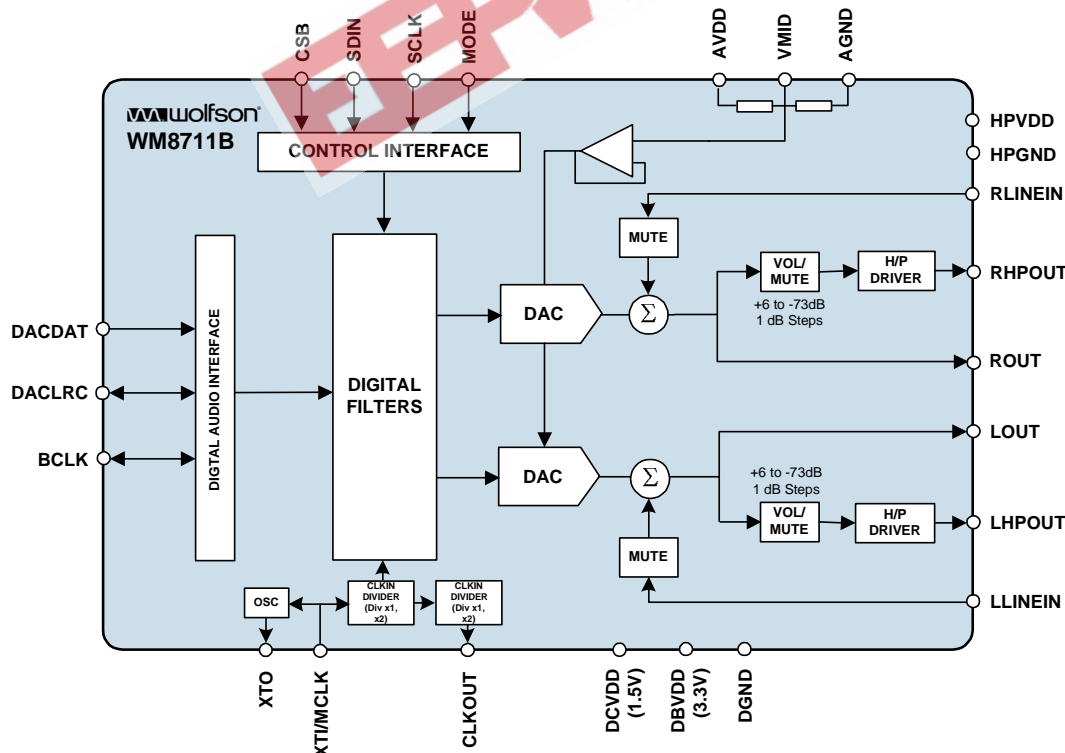 CSB
SDIN
SCLK
MODE
AVDD
VMID
AGND
wolfson
WM8711B
CONTROL INTERFACE
HPVDD
HPGND
RLINEIN
MUTE
VOL/
MUTE
H/P
DRIVER
RHPOUT
+6 to -73dB
1 dB Steps
DAC
Σ
DACDAT
ROUT
DIGTAL AUDIO INTERFACE
DIGITAL
FILTERS
DACLRC
LOUT
BCLK
DAC
Σ
+6 to -73dB
1 dB Steps
VOL/
MUTE
H/P
DRIVER
LHPOUT
MUTE
OSC
CLKIN
DIVIDER
(Div x1,
x2)
CLKIN
DIVIDER
(Div x1,
x2)
LLINEIN
XTO
XTI/MCLK
CLKOUT
DCVDD
(1.5V)
DBVDD
(3.3V)
DGND